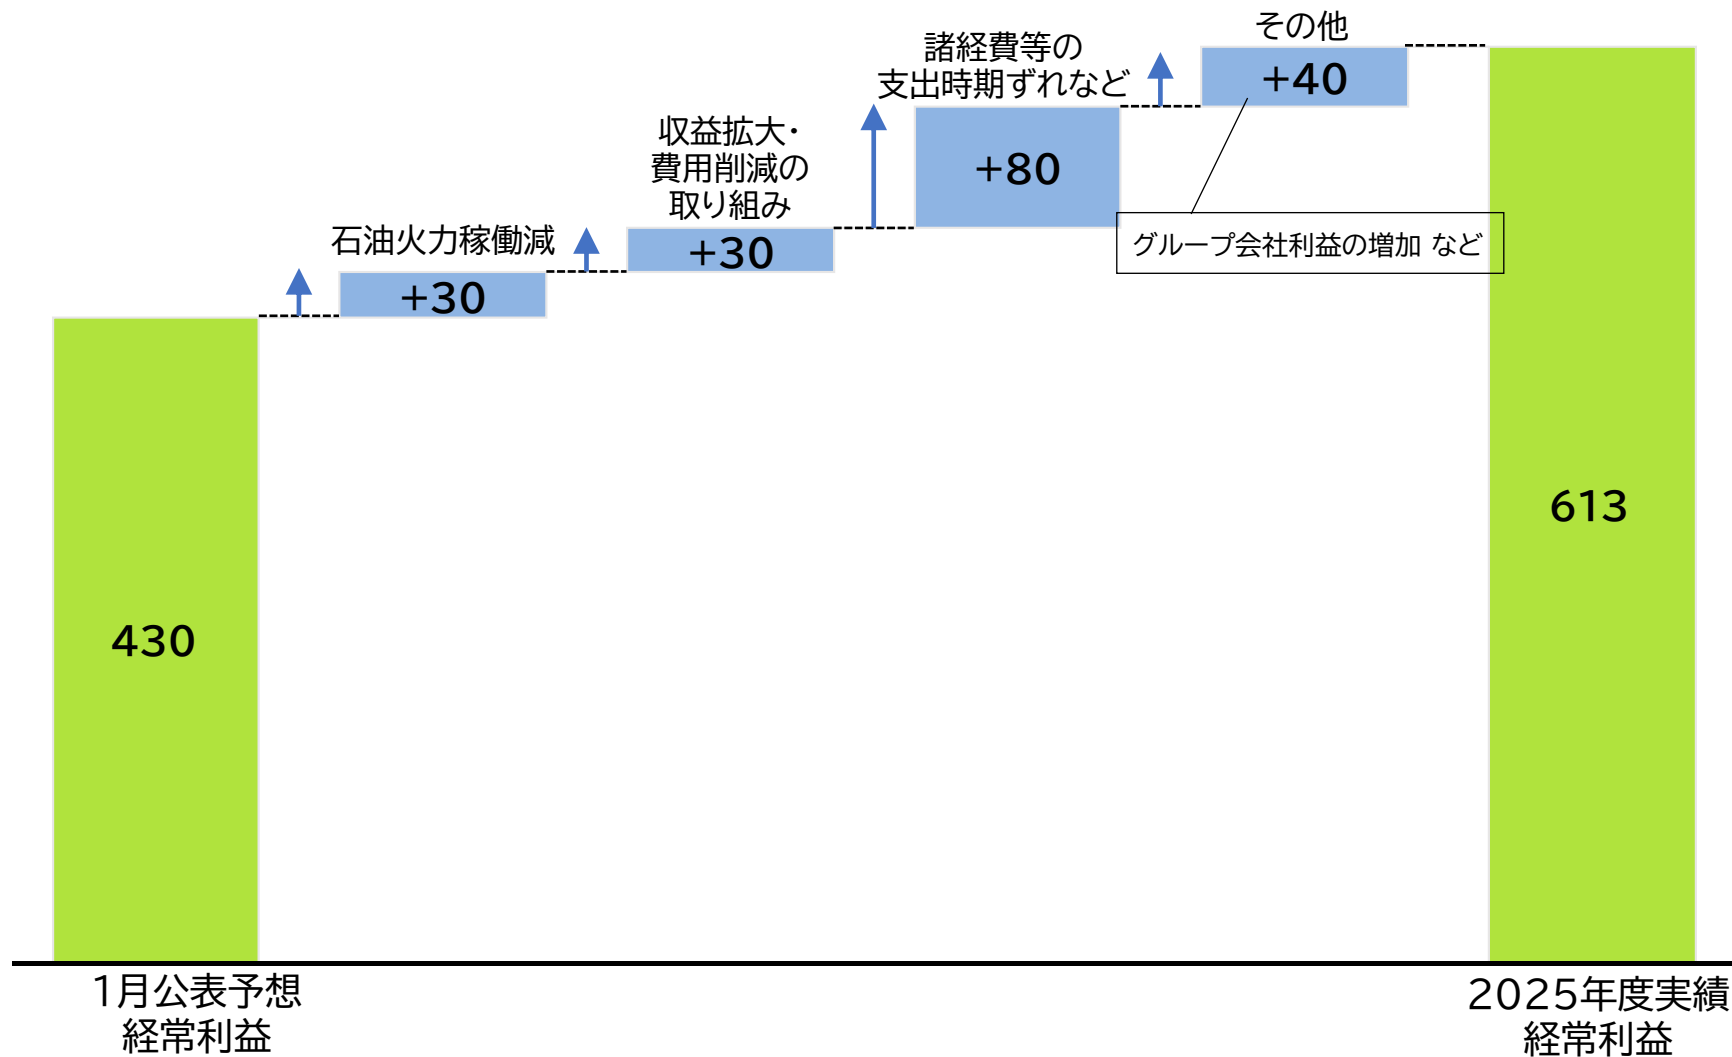 その他
+40
諸経費等の
支出時期ずれなど
+80
収益拡大・
費用削減の
取り組み
+30
石油火力稼働減
+30
グループ会社利益の増加 など
430
613
1月公表予想
経常利益
2025年度実績
経常利益